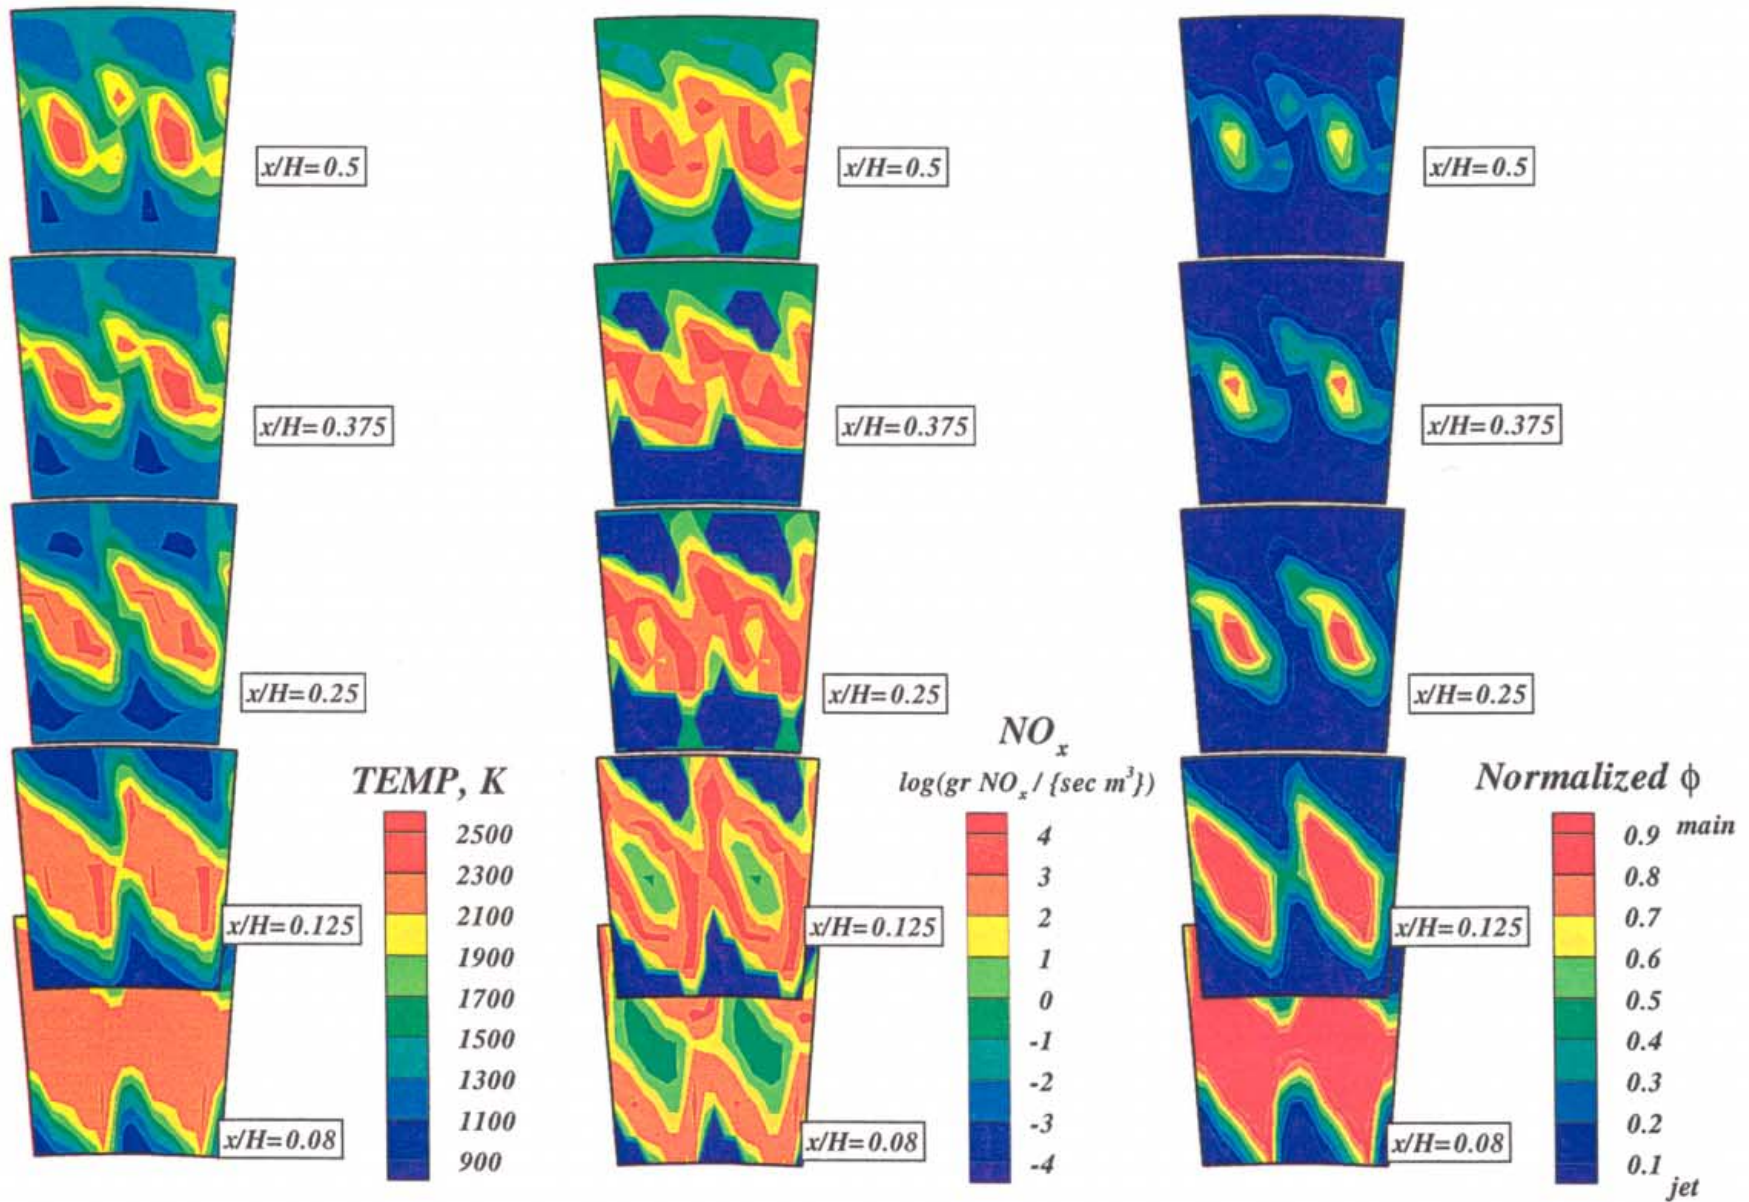 x/H=0.5
x/H=0.5
x/H=0.5
x/H=0.375
x/H=0.375
x/H=0.375
x/H=0.25
x/H=0.25
x/H=0.25
TEMP, K
2500
2300
2100
1900
1700
1500
1300
1100
900
x/H=0.125
x/H=0.08
NOx
log(gr NOx / {sec m³})
4
3
2
1
0
-1
-2
-3
-4
x/H=0.125
x/H=0.08
Normalized ϕ
0.9 main
0.8
0.7
0.6
0.5
0.4
0.3
0.2
0.1
jet
x/H=0.125
x/H=0.08